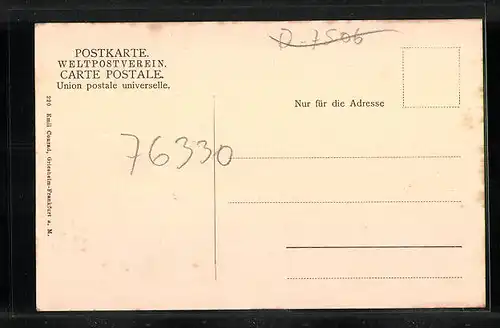 D-7506
POSTKARTE.
WELTPOSTVEREIN.
CARTE POSTALE.
Union postale universelle.
Nur für die Adresse
76330
220 Emil Conrad, Griesheim-Frankfurt a. M.